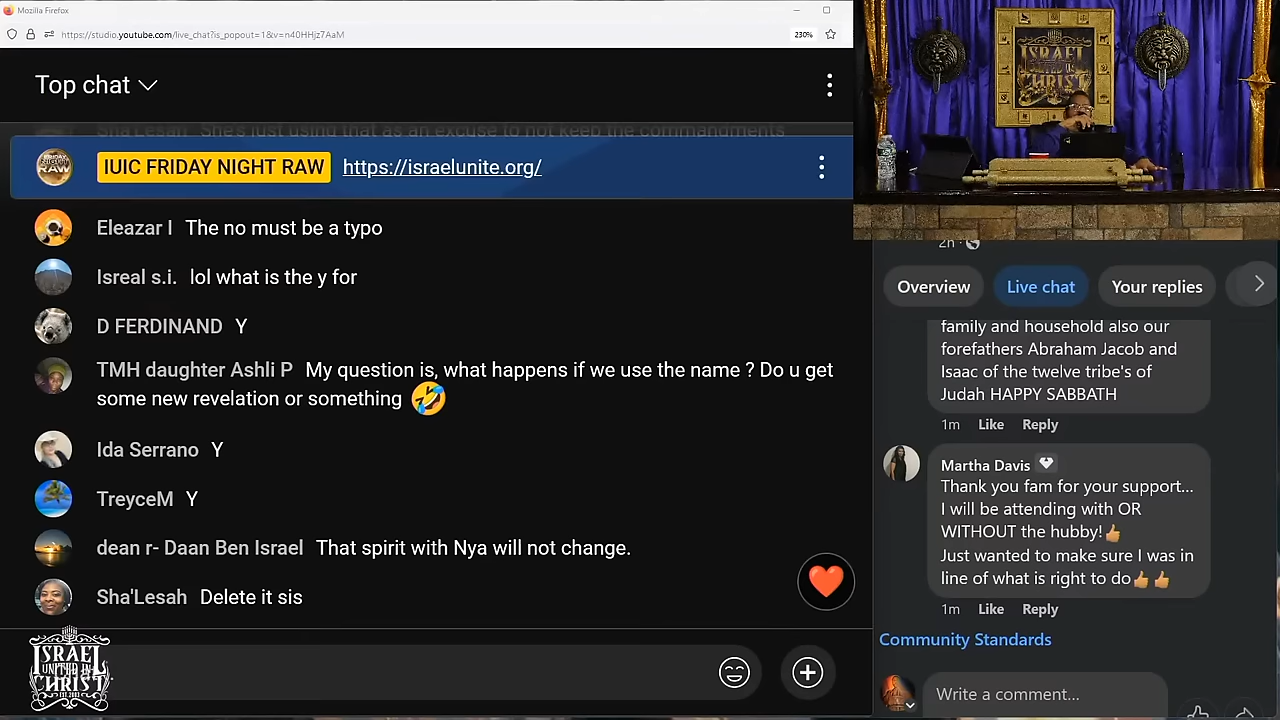 Mozilla Firefox
https://studio.youtube.com/live_chat?is_popout=1&v=n40HHjz7AaM
230%
Top chat
Sha'Lesah She's just usin that as an excuse to not keep the commandments
IUIC FRIDAY NIGHT RAW https://israelunite.org/
Eleazar I The no must be a typo
Isreal s.i. lol what is the y for
D FERDINAND Y
TMH daughter Ashli P My question is, what happens if we use the name ? Do u get
some new revelation or something 🤣
Ida Serrano Y
TreyceM Y
dean r- Daan Ben Israel That spirit with Nya will not change.
Sha'Lesah Delete it sis
ISRAEL
UNITED IN
CHRIST
EST. 2003
ISRAEL
UNITED IN
CHRIST
2h
Overview
Live chat
Your replies
family and household also our
forefathers Abraham Jacob and
Isaac of the twelve tribe's of
Judah HAPPY SABBATH
1m Like Reply
Martha Davis
Thank you fam for your support...
I will be attending with OR
WITHOUT the hubby!👍
Just wanted to make sure I was in
line of what is right to do👍👍
1m Like Reply
Community Standards
Write a comment...